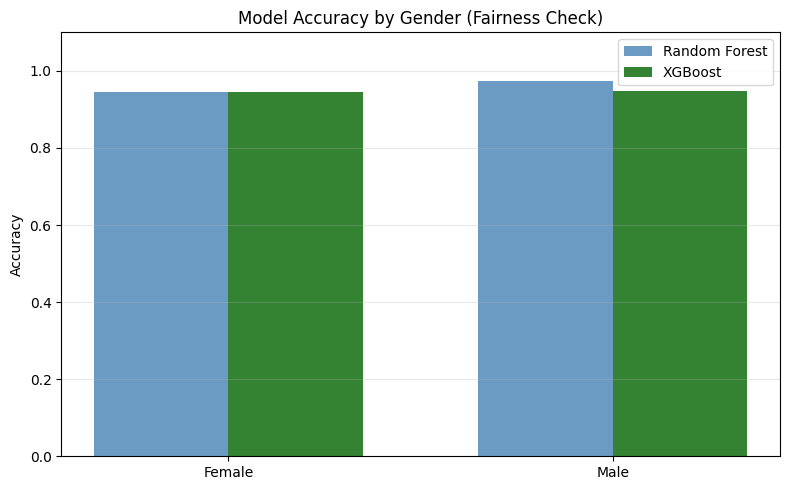 Model Accuracy by Gender (Fairness Check)
Random Forest
XGBoost
1.0
0.8
0.6
0.4
0.2
0.0
Accuracy
Female
Male